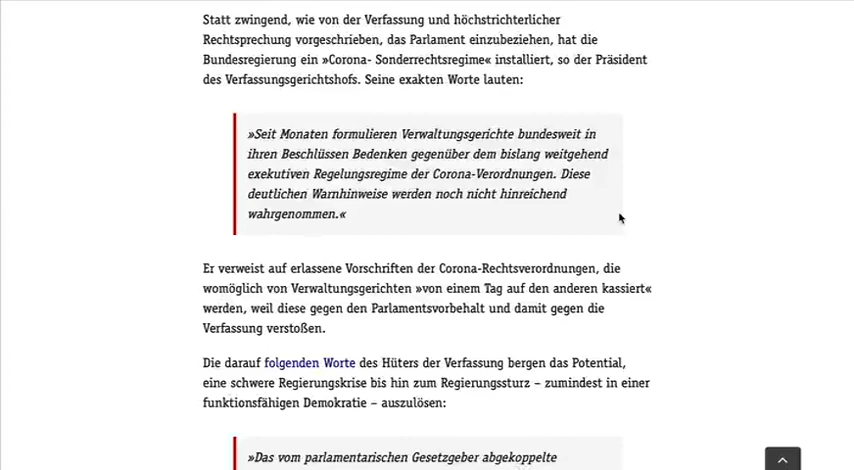 Statt zwingend, wie von der Verfassung und höchstrichterlicher
Rechtsprechung vorgeschrieben, das Parlament einzubeziehen, hat die
Bundesregierung ein »Corona- Sonderrechtsregime« installiert, so der Präsident
des Verfassungsgerichtshofs. Seine exakten Worte lauten:
»Seit Monaten formulieren Verwaltungsgerichte bundesweit in
ihren Beschlüssen Bedenken gegenüber dem bislang weitgehend
exekutiven Regelungsregime der Corona-Verordnungen. Diese
deutlichen Warnhinweise werden noch nicht hinreichend
wahrgenommen.«
Er verweist auf erlassene Vorschriften der Corona-Rechtsverordnungen, die
womöglich von Verwaltungsgerichten »von einem Tag auf den anderen kassiert«
werden, weil diese gegen den Parlamentsvorbehalt und damit gegen die
Verfassung verstoßen.
Die darauf folgenden Worte des Hüters der Verfassung bergen das Potential,
eine schwere Regierungskrise bis hin zum Regierungssturz – zumindest in einer
funktionsfähigen Demokratie – auszulösen:
»Das vom parlamentarischen Gesetzgeber abgekoppelte